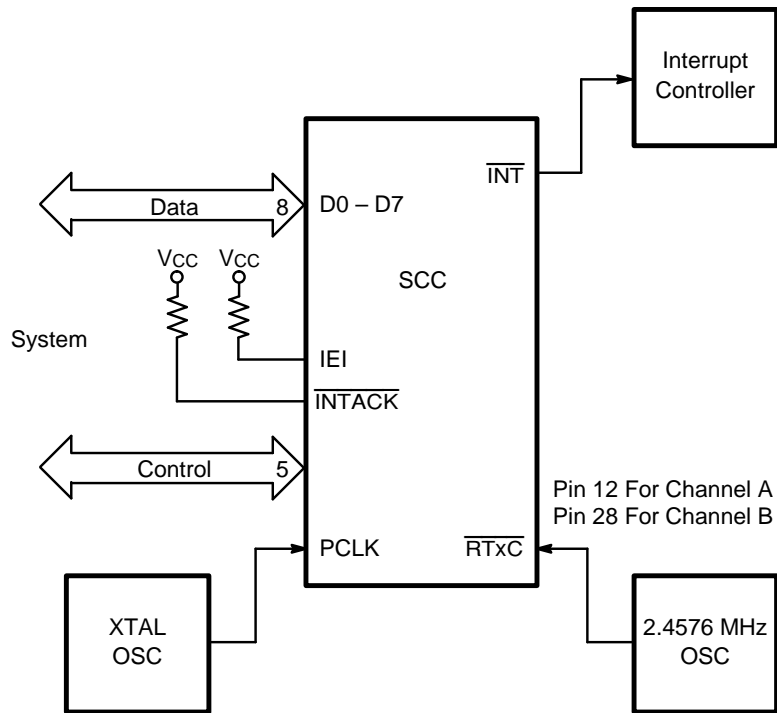 Interrupt
Controller
INT
Data 8
D0 – D7
VCC VCC
SCC
System
IEI
INTACK
Control 5
Pin 12 For Channel A
Pin 28 For Channel B
PCLK
RTxC
XTAL
OSC
2.4576 MHz
OSC